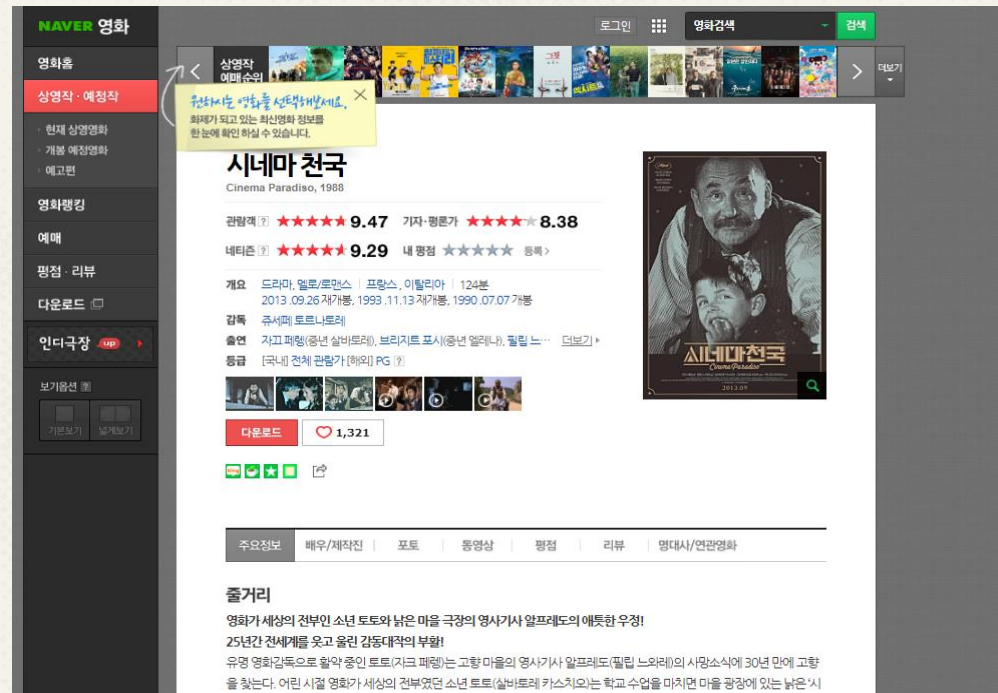 NAVER 영화
로그인
영화검색
검색
영화홈
상영작 · 예정작
현재 상영영화
개봉 예정영화
예고편
영화랭킹
예매
평점 · 리뷰
다운로드
인디극장 up
보기옵션 ?
기본보기 넓게보기
상영작
예매순위
더보기
원하시는 영화를 선택해보세요.
화제가 되고 있는 최신영화 정보를
한 눈에 확인 하실 수 있습니다.
시네마 천국
Cinema Paradiso, 1988
관람객 ? 9.47 기자·평론가 8.38
네티즌 ? 9.29 내 평점 등록
개요 드라마, 멜로/로맨스 프랑스, 이탈리아 124분
2013 .09.26 재개봉, 1993 .11.13 재개봉, 1990 .07.07 개봉
감독 쥬세페 토르나토레
출연 자끄 페렝(중년 살바토레), 브리지트 포시(중년 엘레나), 필립 느··· 더보기
등급 [국내] 전체 관람가 [해외] PG ?
다운로드
1,321
시네마천국
Cinema Paradiso
2013.09
주요정보 배우/제작진 포토 동영상 평점 리뷰 명대사/연관영화
줄거리
영화가 세상의 전부인 소년 토토와 낡은 마을 극장의 영사기사 알프레도의 애틋한 우정!
25년간 전세계를 웃고 울린 감동대작의 부활!
유명 영화감독으로 활약 중인 토토(자크 페렝)는 고향 마을의 영사기사 알프레도(필립 느와레)의 사망소식에 30년 만에 고향
을 찾는다. 어린 시절 영화가 세상의 전부였던 소년 토토(살바토레 카스치오)는 학교 수업을 마치면 마을 광장에 있는 낡은 ‘시